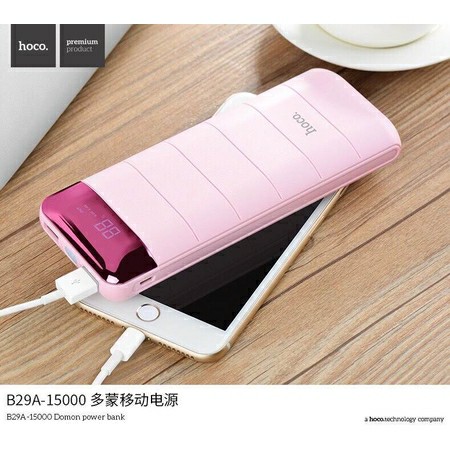 hoco.
premium
product
hoco.
88
B29A-15000 多蒙移动电源
B29A-15000 Domon power bank
a hoco.technology company